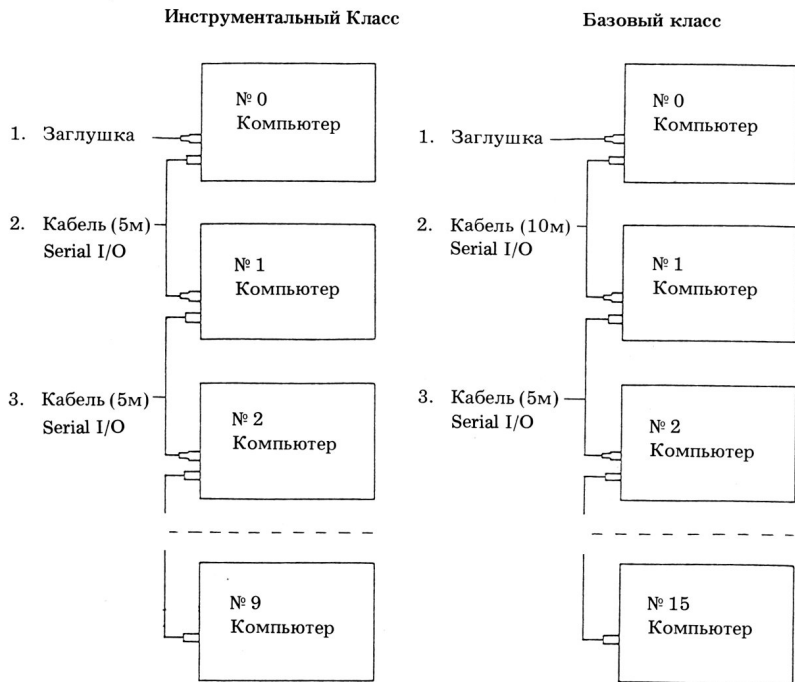 Инструментальный Класс
№ 0
Компьютер
1. Заглушка
2. Кабель (5м)
Serial I/O
№ 1
Компьютер
3. Кабель (5м)
Serial I/O
№ 2
Компьютер
№ 9
Компьютер
Базовый класс
№ 0
Компьютер
1. Заглушка
2. Кабель (10м)
Serial I/O
№ 1
Компьютер
3. Кабель (5м)
Serial I/O
№ 2
Компьютер
№ 15
Компьютер